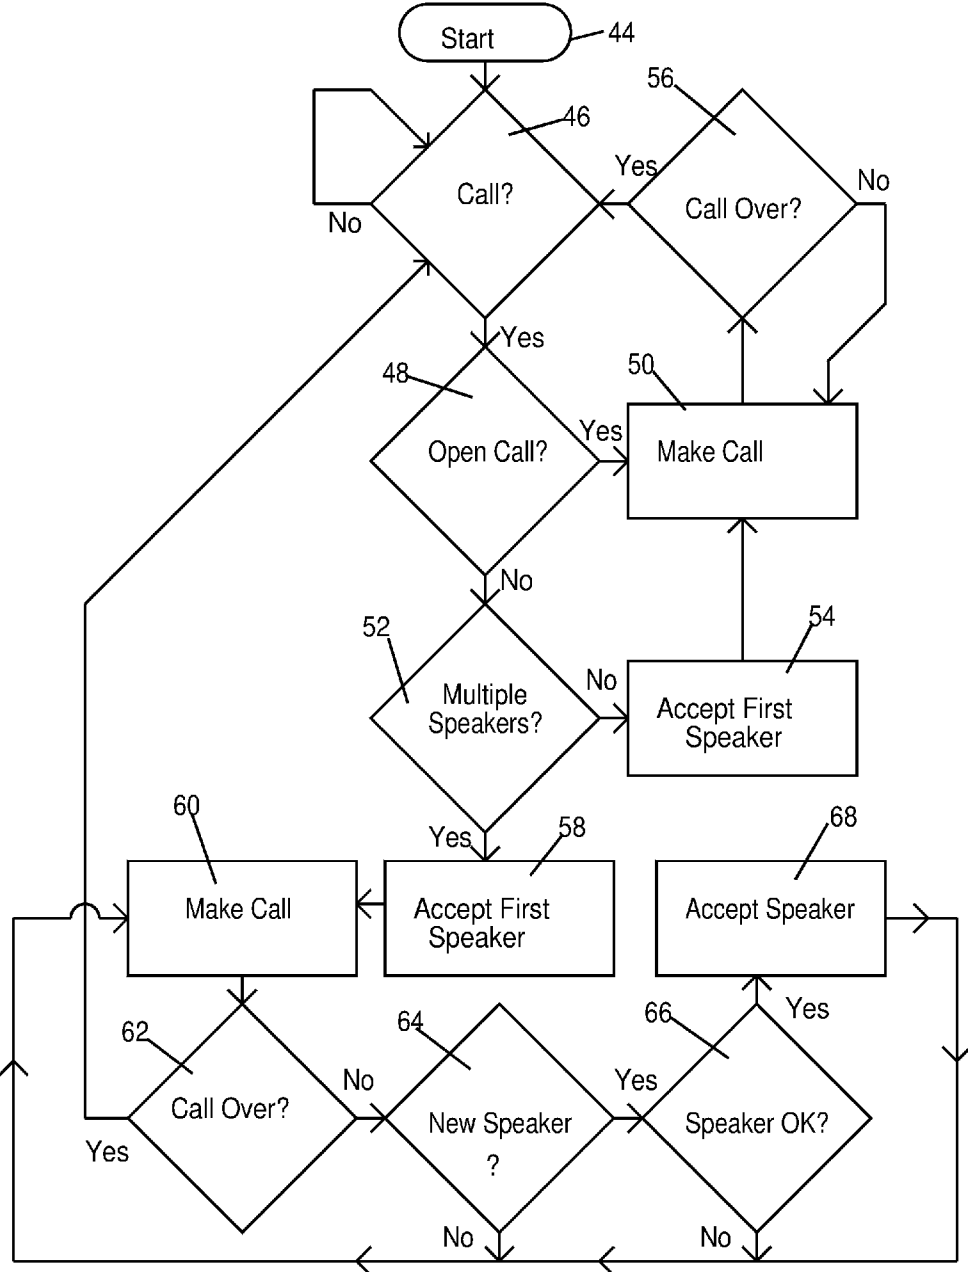 Start
44
56
46
Yes
No
Call?
Call Over?
No
Yes
50
48
Yes
Open Call?
Make Call
No
54
52
No
Multiple
Speakers?
Accept First
Speaker
60
68
58
Yes
Make Call
Accept First
Speaker
Accept Speaker
62
64
66
Yes
No
Yes
Call Over?
New Speaker
?
Speaker OK?
Yes
No
No